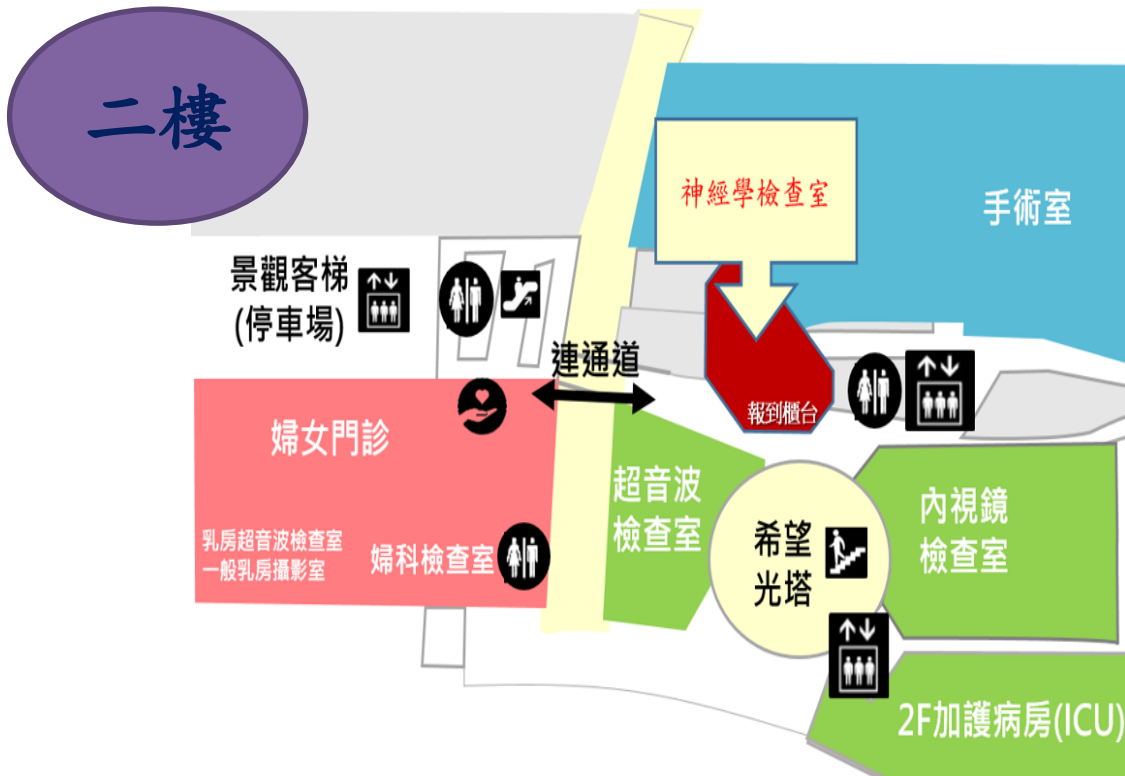 二樓
神經學檢查室
手術室
景觀客梯
(停車場)
連通道
報到櫃台
婦女門診
超音波
檢查室
內視鏡
檢查室
希望
光塔
乳房超音波檢查室
一般乳房攝影室
婦科檢查室
2F加護病房(ICU)